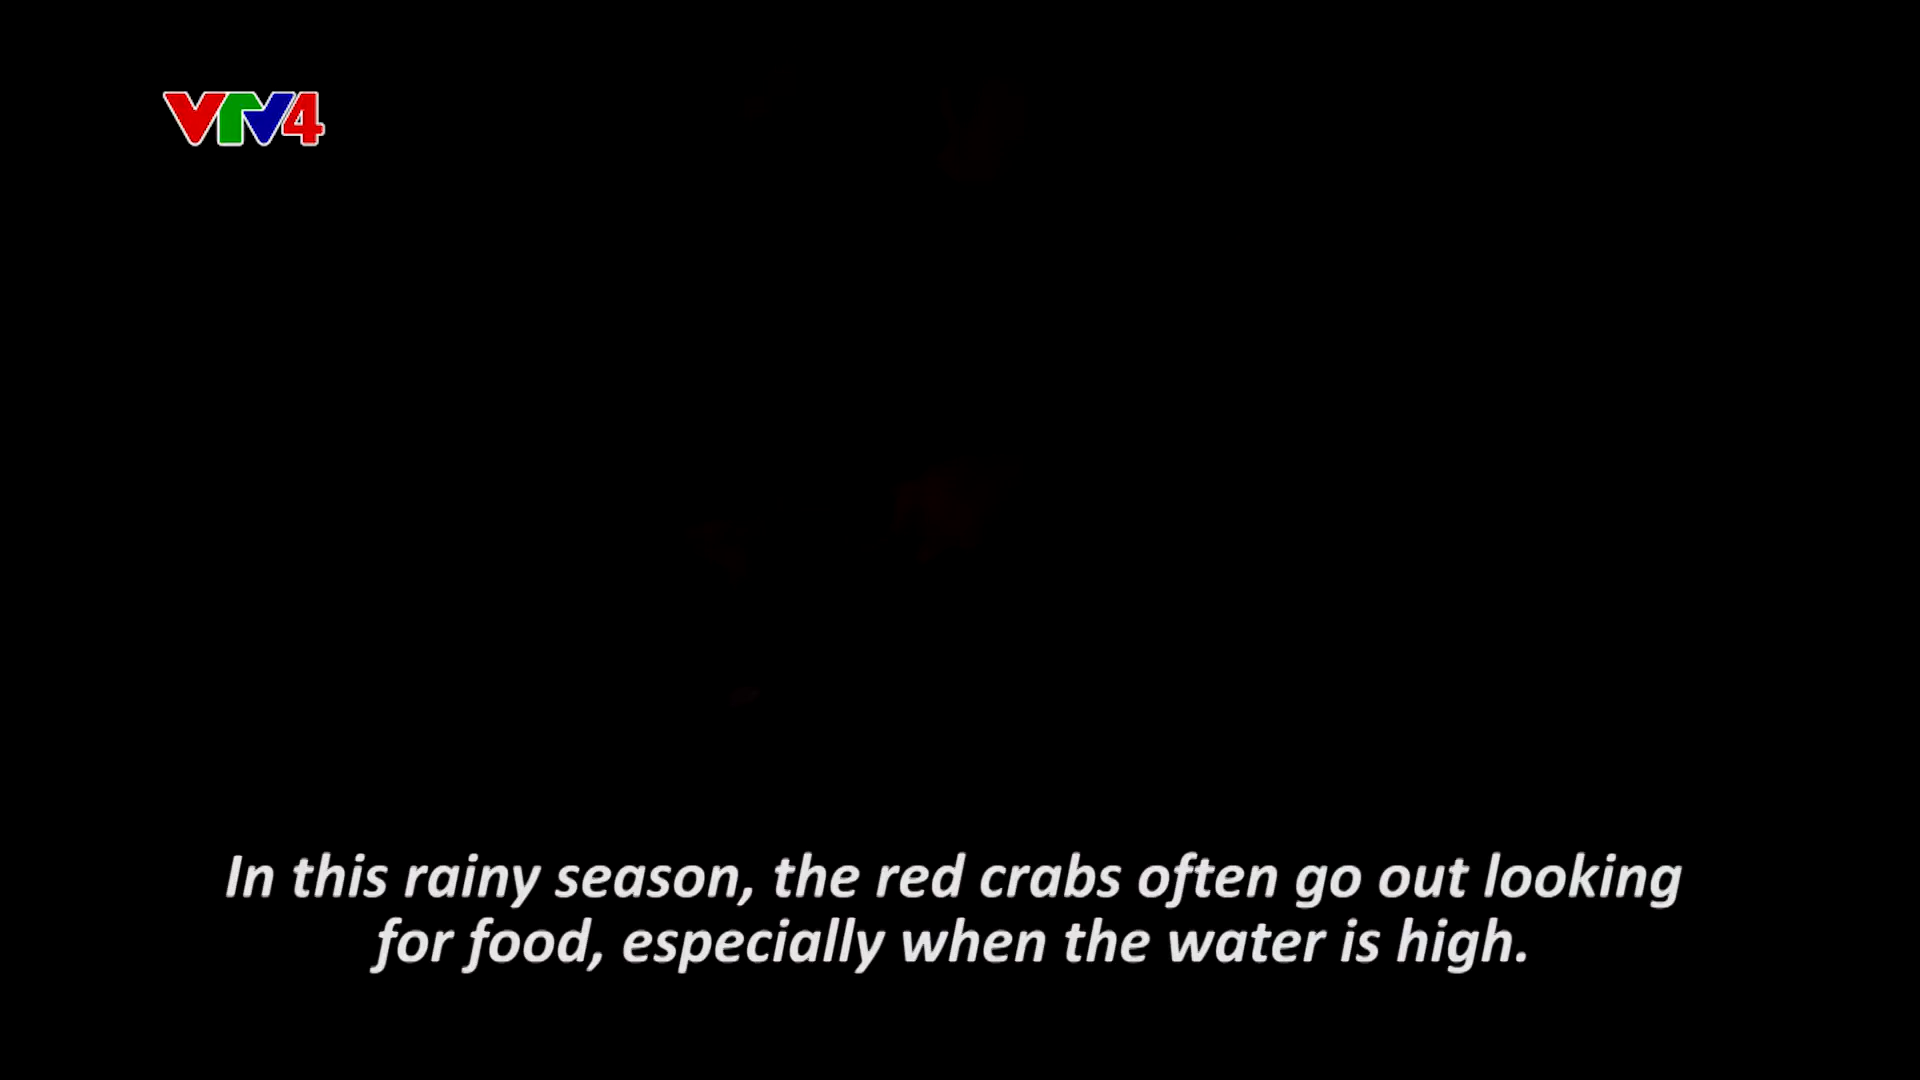 VTV4
In this rainy season, the red crabs often go out looking
for food, especially when the water is high.